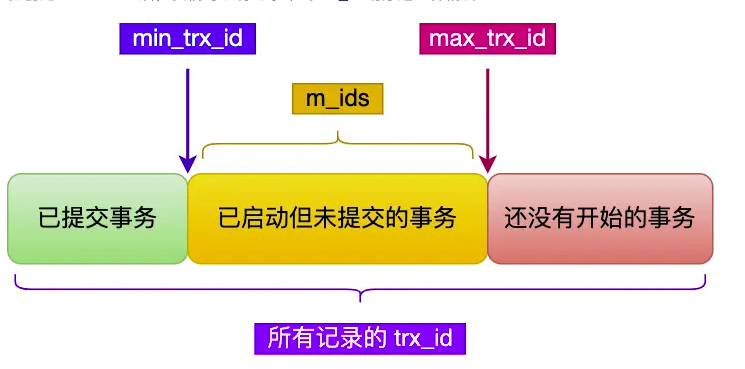 min_trx_id
max_trx_id
m_ids
已提交事务
已启动但未提交的事务
还没有开始的事务
所有记录的 trx_id